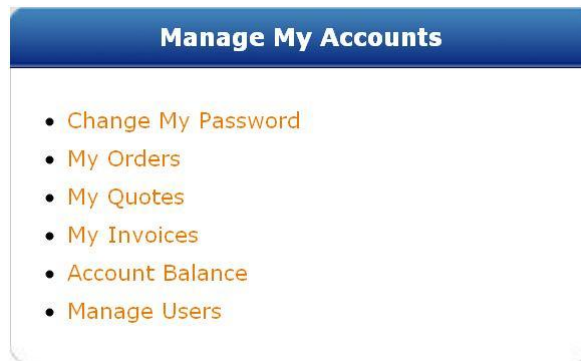 Manage My Accounts
Change My Password
My Orders
My Quotes
My Invoices
Account Balance
Manage Users